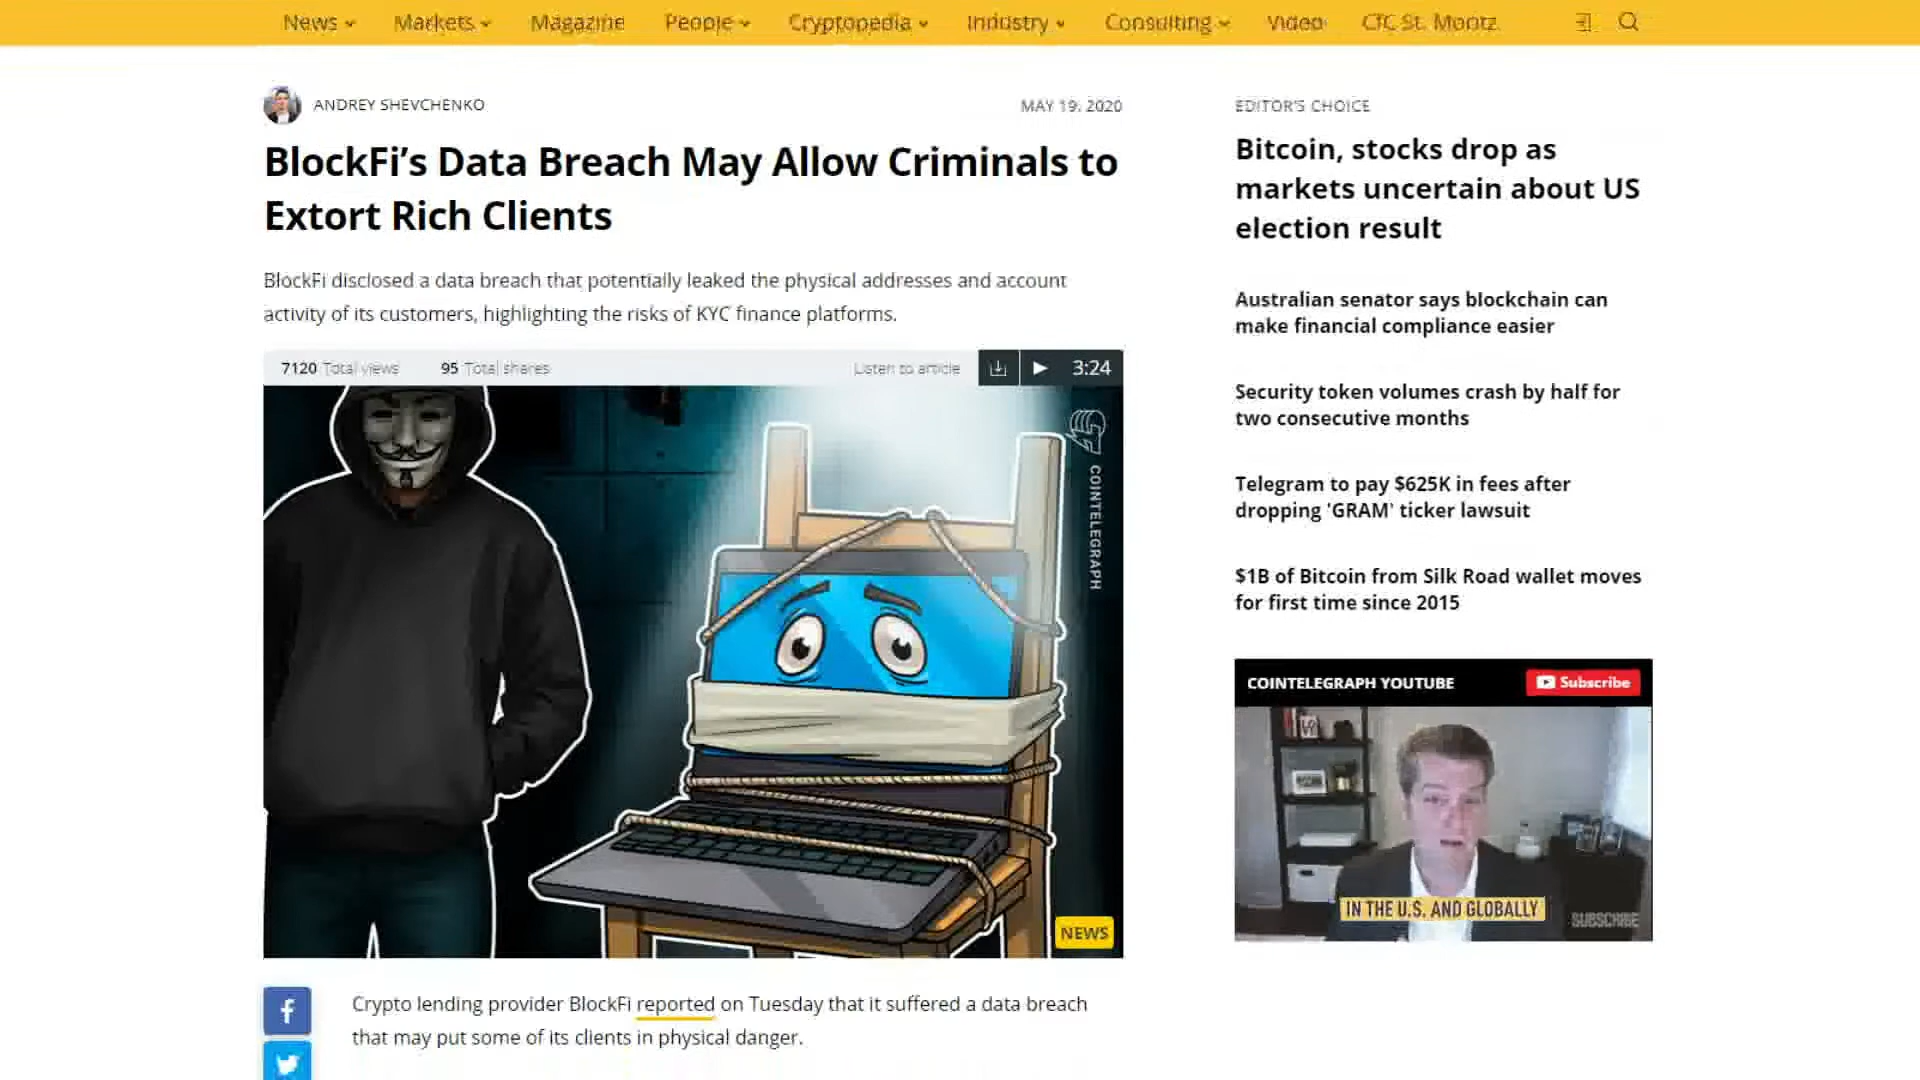 News Markets Magazine People Cryptopedia Industry Consulting Video CTC St. Moritz
ANDREY SHEVCHENKO
MAY 19, 2020
BlockFi’s Data Breach May Allow Criminals to
Extort Rich Clients
BlockFi disclosed a data breach that potentially leaked the physical addresses and account
activity of its customers, highlighting the risks of KYC finance platforms.
7120 Total views 95 Total shares Listen to article 3:24
COINTELEGRAPH
NEWS
Crypto lending provider BlockFi reported on Tuesday that it suffered a data breach
that may put some of its clients in physical danger.
EDITOR'S CHOICE
Bitcoin, stocks drop as
markets uncertain about US
election result
Australian senator says blockchain can
make financial compliance easier
Security token volumes crash by half for
two consecutive months
Telegram to pay $625K in fees after
dropping 'GRAM' ticker lawsuit
$1B of Bitcoin from Silk Road wallet moves
for first time since 2015
COINTELEGRAPH YOUTUBE Subscribe
IN THE U.S. AND GLOBALLY
SUBSCRIBE